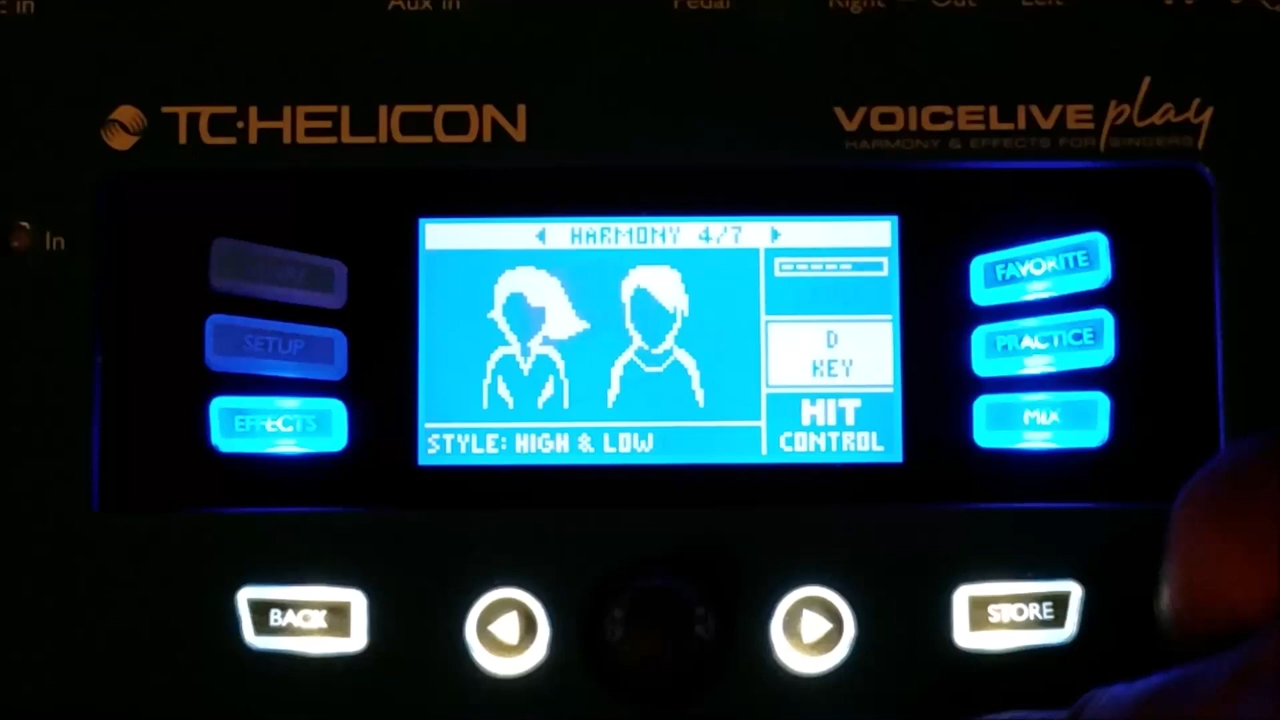 Aux In
Pedal
Right
Out
Left
TC·HELICON
VOICELIVE play
HARMONY & EFFECTS FOR SINGERS
In
HARMONY 4/7
FAVORITE
SETUP
PRACTICE
D
KEY
EFFECTS
MIX
HIT
CONTROL
STYLE: HIGH & LOW
BACK
STORE